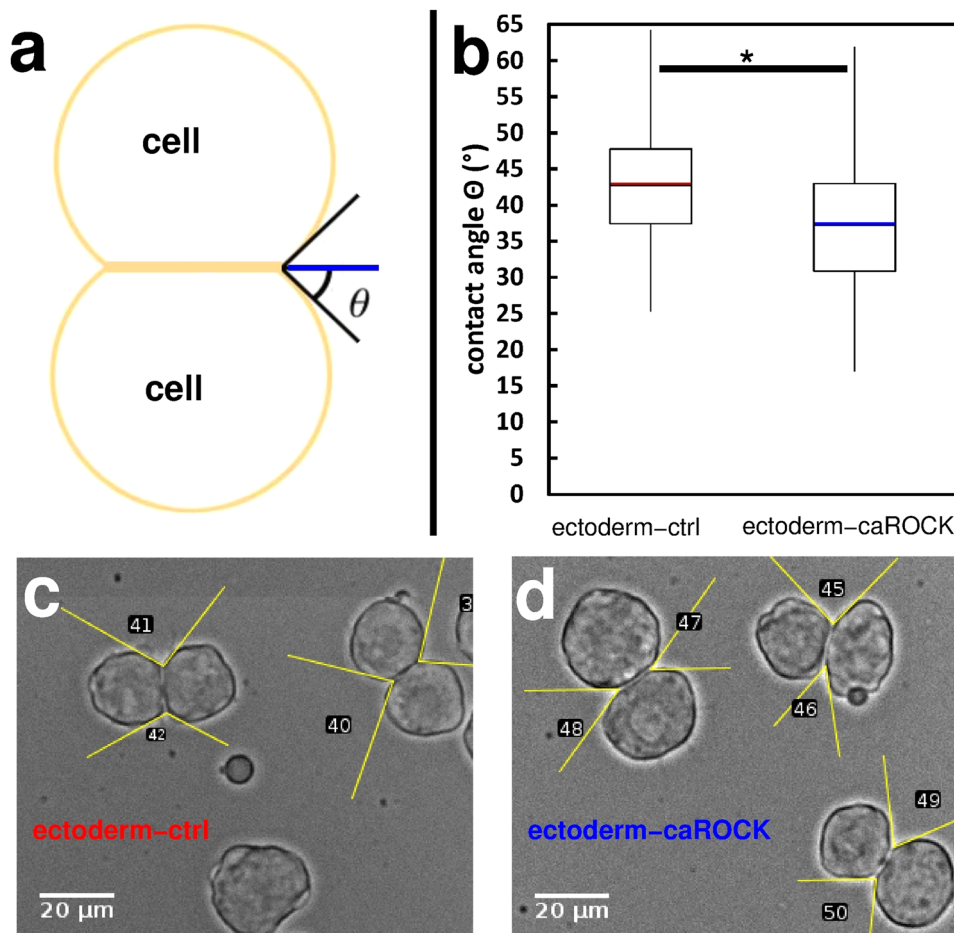 a
cell
θ
cell
b
contact angle Θ (°)
65
60
55
50
45
40
35
30
25
20
15
10
5
0
*
ectoderm–ctrl
ectoderm–caROCK
c
41
42
40
3
ectoderm–ctrl
20 µm
d
47
45
48
46
49
50
ectoderm–caROCK
20 µm